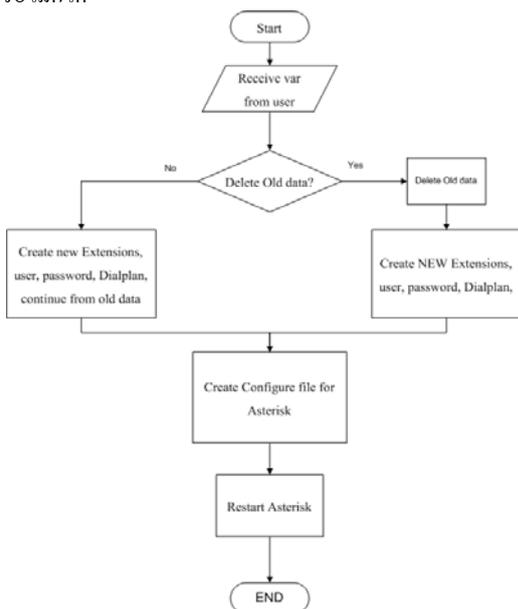 Start
Receive var
from user
Delete Old data?
No
Yes
Delete Old data
Create new Extensions,
user, password, Dialplan,
continue from old data
Create NEW Extensions,
user, password, Dialplan,
Create Configure file for
Asterisk
Restart Asterisk
END